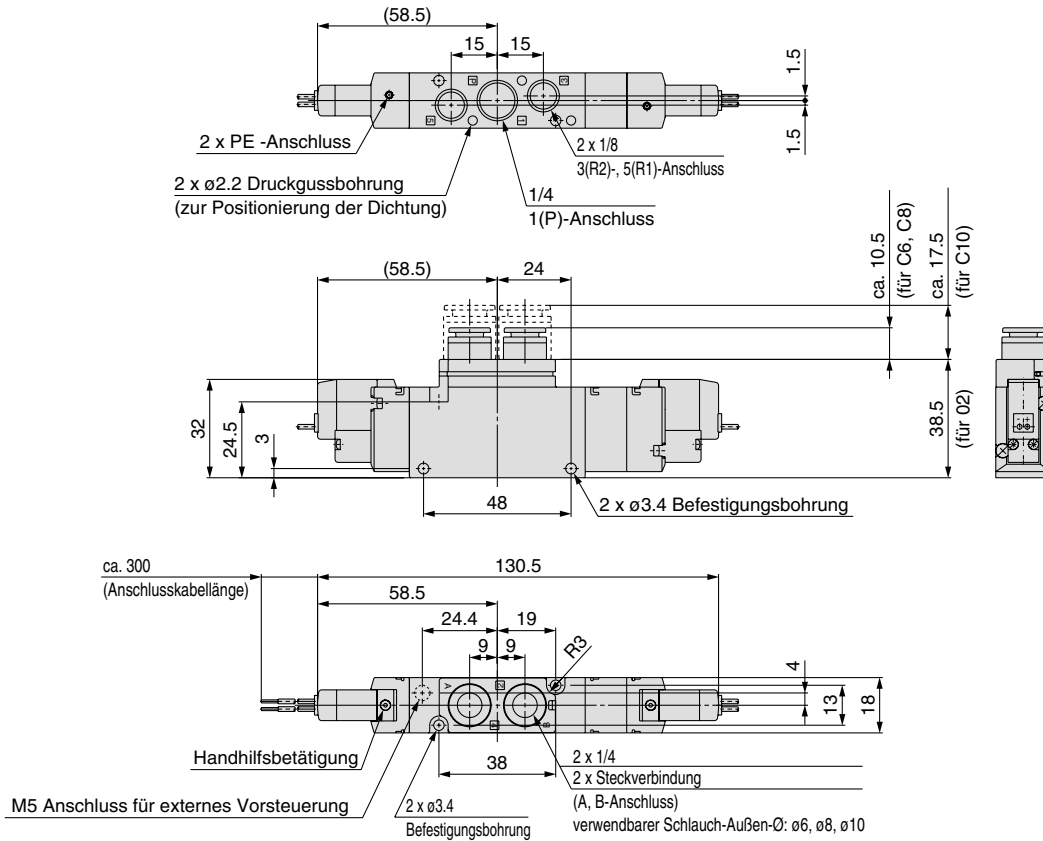 (58.5)
15
15
1.5
1.5
P
3
5
1
2 x PE -Anschluss
2 x 1/8
3(R2)-, 5(R1)-Anschluss
2 x ø2.2 Druckgussbohrung
(zur Positionierung der Dichtung)
1/4
1(P)-Anschluss
(58.5)
24
ca. 10.5
(für C6, C8)
ca. 17.5
(für C10)
32
24.5
3
38.5
(für 02)
48
2 x ø3.4 Befestigungsbohrung
ca. 300
(Anschlusskabellänge)
130.5
58.5
24.4
19
9
9
R3
A
2
4
B
4
13
18
Handhilfsbetätigung
38
2 x 1/4
2 x Steckverbindung
(A, B-Anschluss)
verwendbarer Schlauch-Außen-Ø: ø6, ø8, ø10
M5 Anschluss für externes Vorsteuerung
2 x ø3.4
Befestigungsbohrung